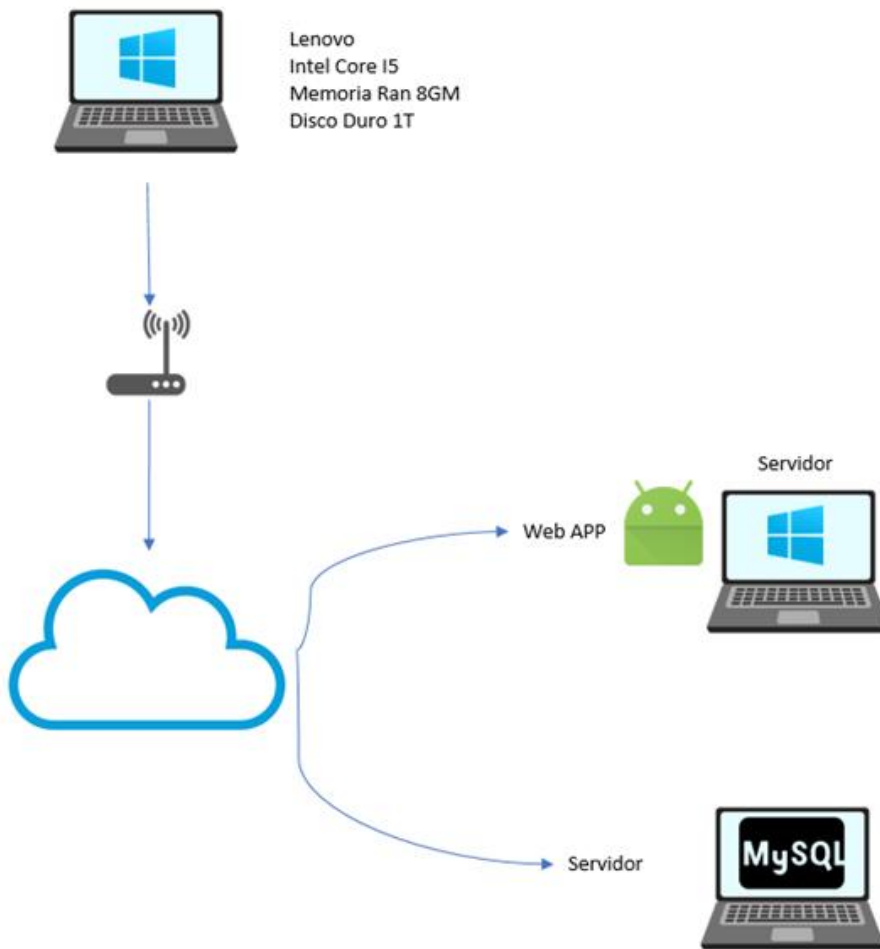 Lenovo
Intel Core I5
Memoria Ran 8GM
Disco Duro 1T
Servidor
Web APP
MySQL
Servidor